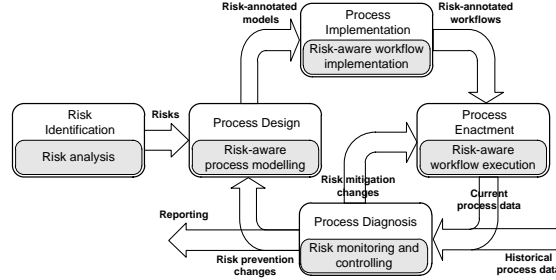 Risk-annotated
models
Process
Implementation
Risk-aware workflow
implementation
Risk-annotated
workflows
Risk
Identification
Risk analysis
Risks
Process Design
Risk-aware
process modelling
Process
Enactment
Risk-aware
workflow execution
Risk mitigation
changes
Current
process data
Reporting
Process Diagnosis
Risk monitoring and
controlling
Risk prevention
changes
Historical
process data